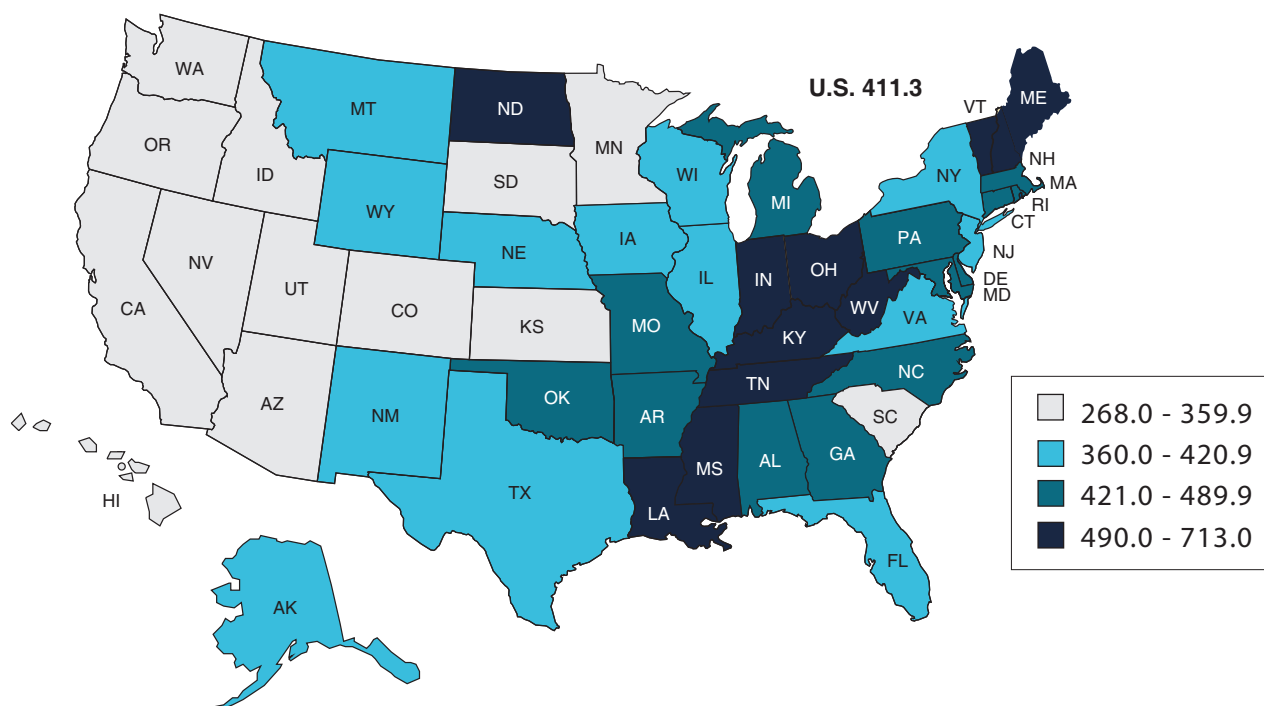 U.S. 411.3
WA
MT
ND
MN
VT
ME
OR
ID
SD
WI
MI
NY
NH
MA
RI
CT
WY
NE
IA
PA
NJ
NV
UT
CO
IL
IN
OH
DE
MD
CA
KS
MO
WV
VA
KY
AZ
NM
OK
AR
TN
NC
SC
MS
AL
GA
TX
LA
HI
FL
AK
268.0 - 359.9
360.0 - 420.9
421.0 - 489.9
490.0 - 713.0